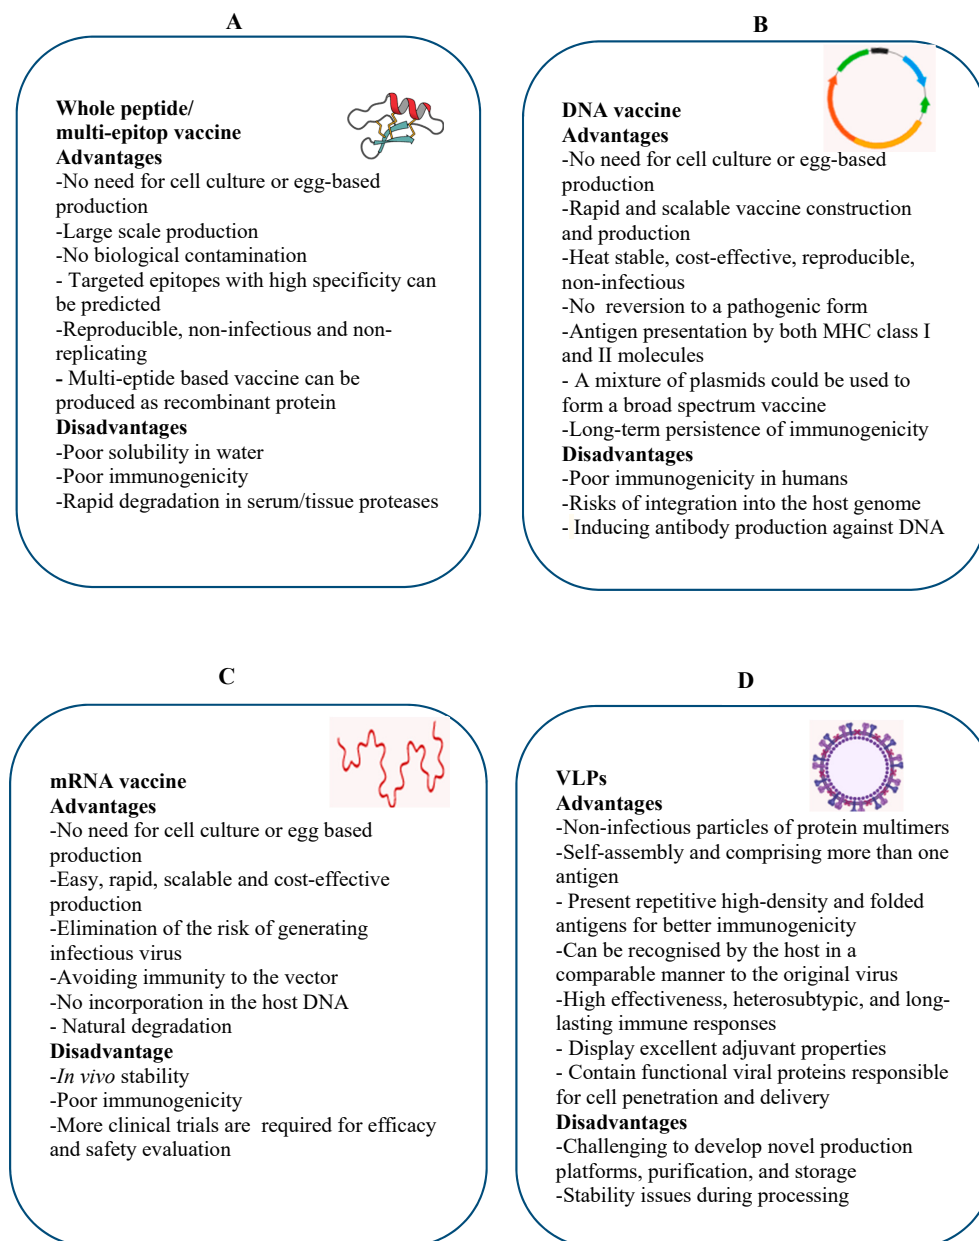 A
Whole peptide/
multi-epitop vaccine
Advantages
-No need for cell culture or egg-based
production
-Large scale production
-No biological contamination
- Targeted epitopes with high specificity can
be predicted
-Reproducible, non-infectious and non-
replicating
- Multi-eptide based vaccine can be
produced as recombinant protein
Disadvantages
-Poor solubility in water
-Poor immunogenicity
-Rapid degradation in serum/tissue proteases
B
DNA vaccine
Advantages
-No need for cell culture or egg-based
production
-Rapid and scalable vaccine construction
and production
-Heat stable, cost-effective, reproducible,
non-infectious
-No reversion to a pathogenic form
-Antigen presentation by both MHC class I
and II molecules
- A mixture of plasmids could be used to
form a broad spectrum vaccine
-Long-term persistence of immunogenicity
Disadvantages
-Poor immunogenicity in humans
-Risks of integration into the host genome
- Inducing antibody production against DNA
C
mRNA vaccine
Advantages
-No need for cell culture or egg based
production
-Easy, rapid, scalable and cost-effective
production
-Elimination of the risk of generating
infectious virus
-Avoiding immunity to the vector
-No incorporation in the host DNA
- Natural degradation
Disadvantage
-In vivo stability
-Poor immunogenicity
-More clinical trials are required for efficacy
and safety evaluation
D
VLPs
Advantages
-Non-infectious particles of protein multimers
-Self-assembly and comprising more than one
antigen
- Present repetitive high-density and folded
antigens for better immunogenicity
-Can be recognised by the host in a
comparable manner to the original virus
-High effectiveness, heterosubtypic, and long-
lasting immune responses
- Display excellent adjuvant properties
- Contain functional viral proteins responsible
for cell penetration and delivery
Disadvantages
-Challenging to develop novel production
platforms, purification, and storage
-Stability issues during processing